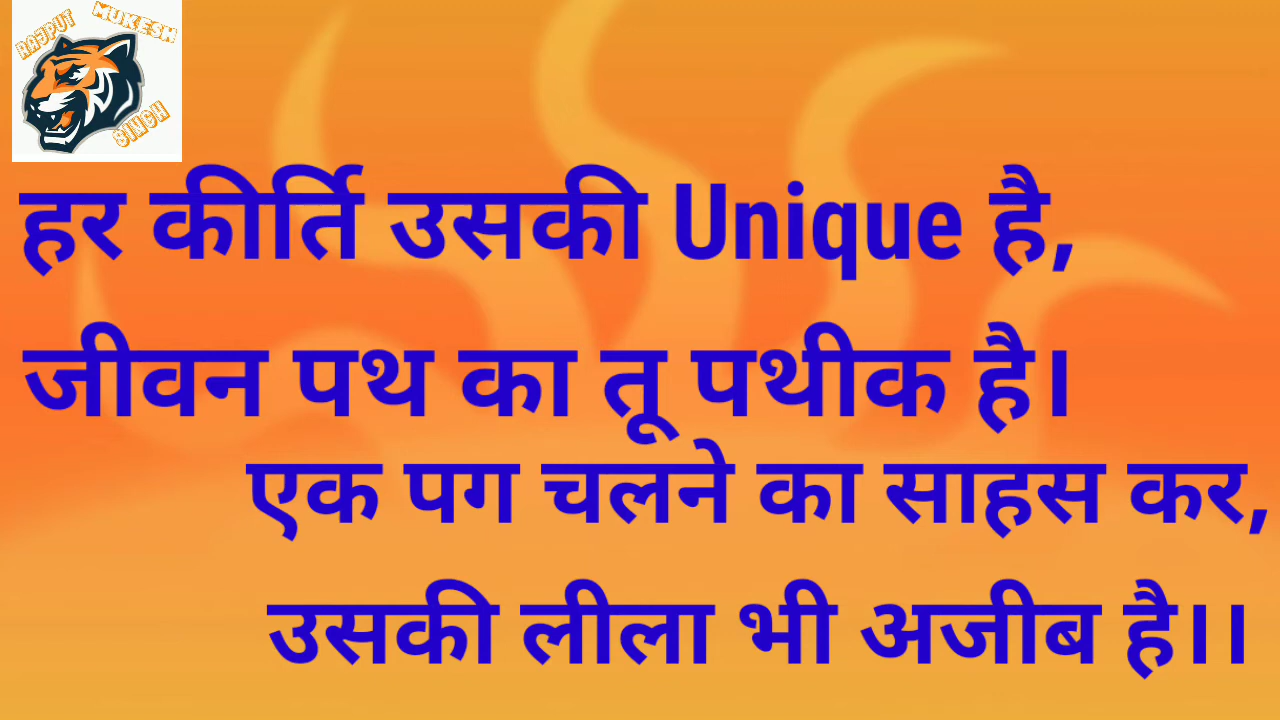 RAJPUT MUKESH
SINGH
हर कीर्ति उसकी Unique है,
जीवन पथ का तू पथीक है।
एक पग चलने का साहस कर,
उसकी लीला भी अजीब है।।